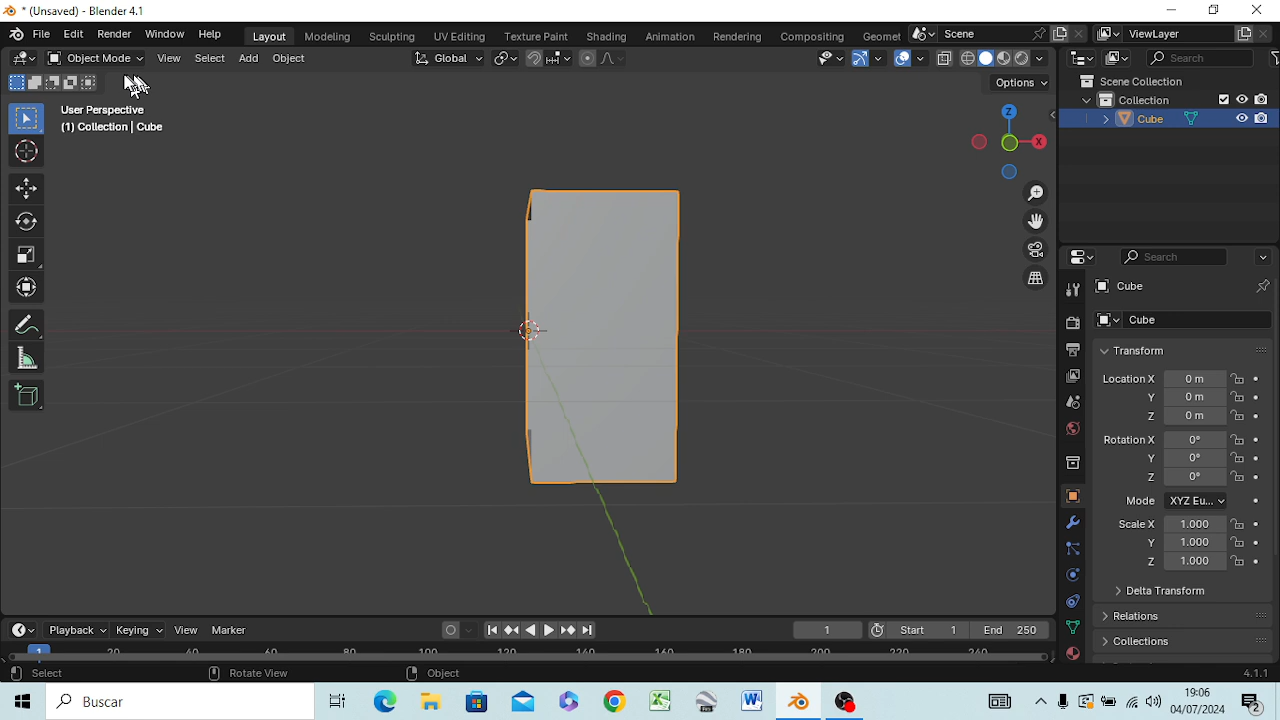 * (Unsaved) - Blender 4.1
File Edit Render Window Help Layout Modeling Sculpting UV Editing Texture Paint Shading Animation Rendering Compositing Geomet Scene ViewLayer
Object Mode View Select Add Object Global Search
Options
User Perspective
(1) Collection | Cube
Z
X
Scene Collection
Collection
Cube
Search
Cube
Cube
Transform
Location X 0 m
Y 0 m
Z 0 m
Rotation X 0°
Y 0°
Z 0°
Mode XYZ Eu...
Scale X 1.000
Y 1.000
Z 1.000
Delta Transform
Relations
Collections
Playback Keying View Marker 1 Start 1 End 250
1 20 40 60 80 100 120 140 160 180 200 220 240
Select Rotate View Object 4.1.1
Buscar
19:06
04/07/2024
2